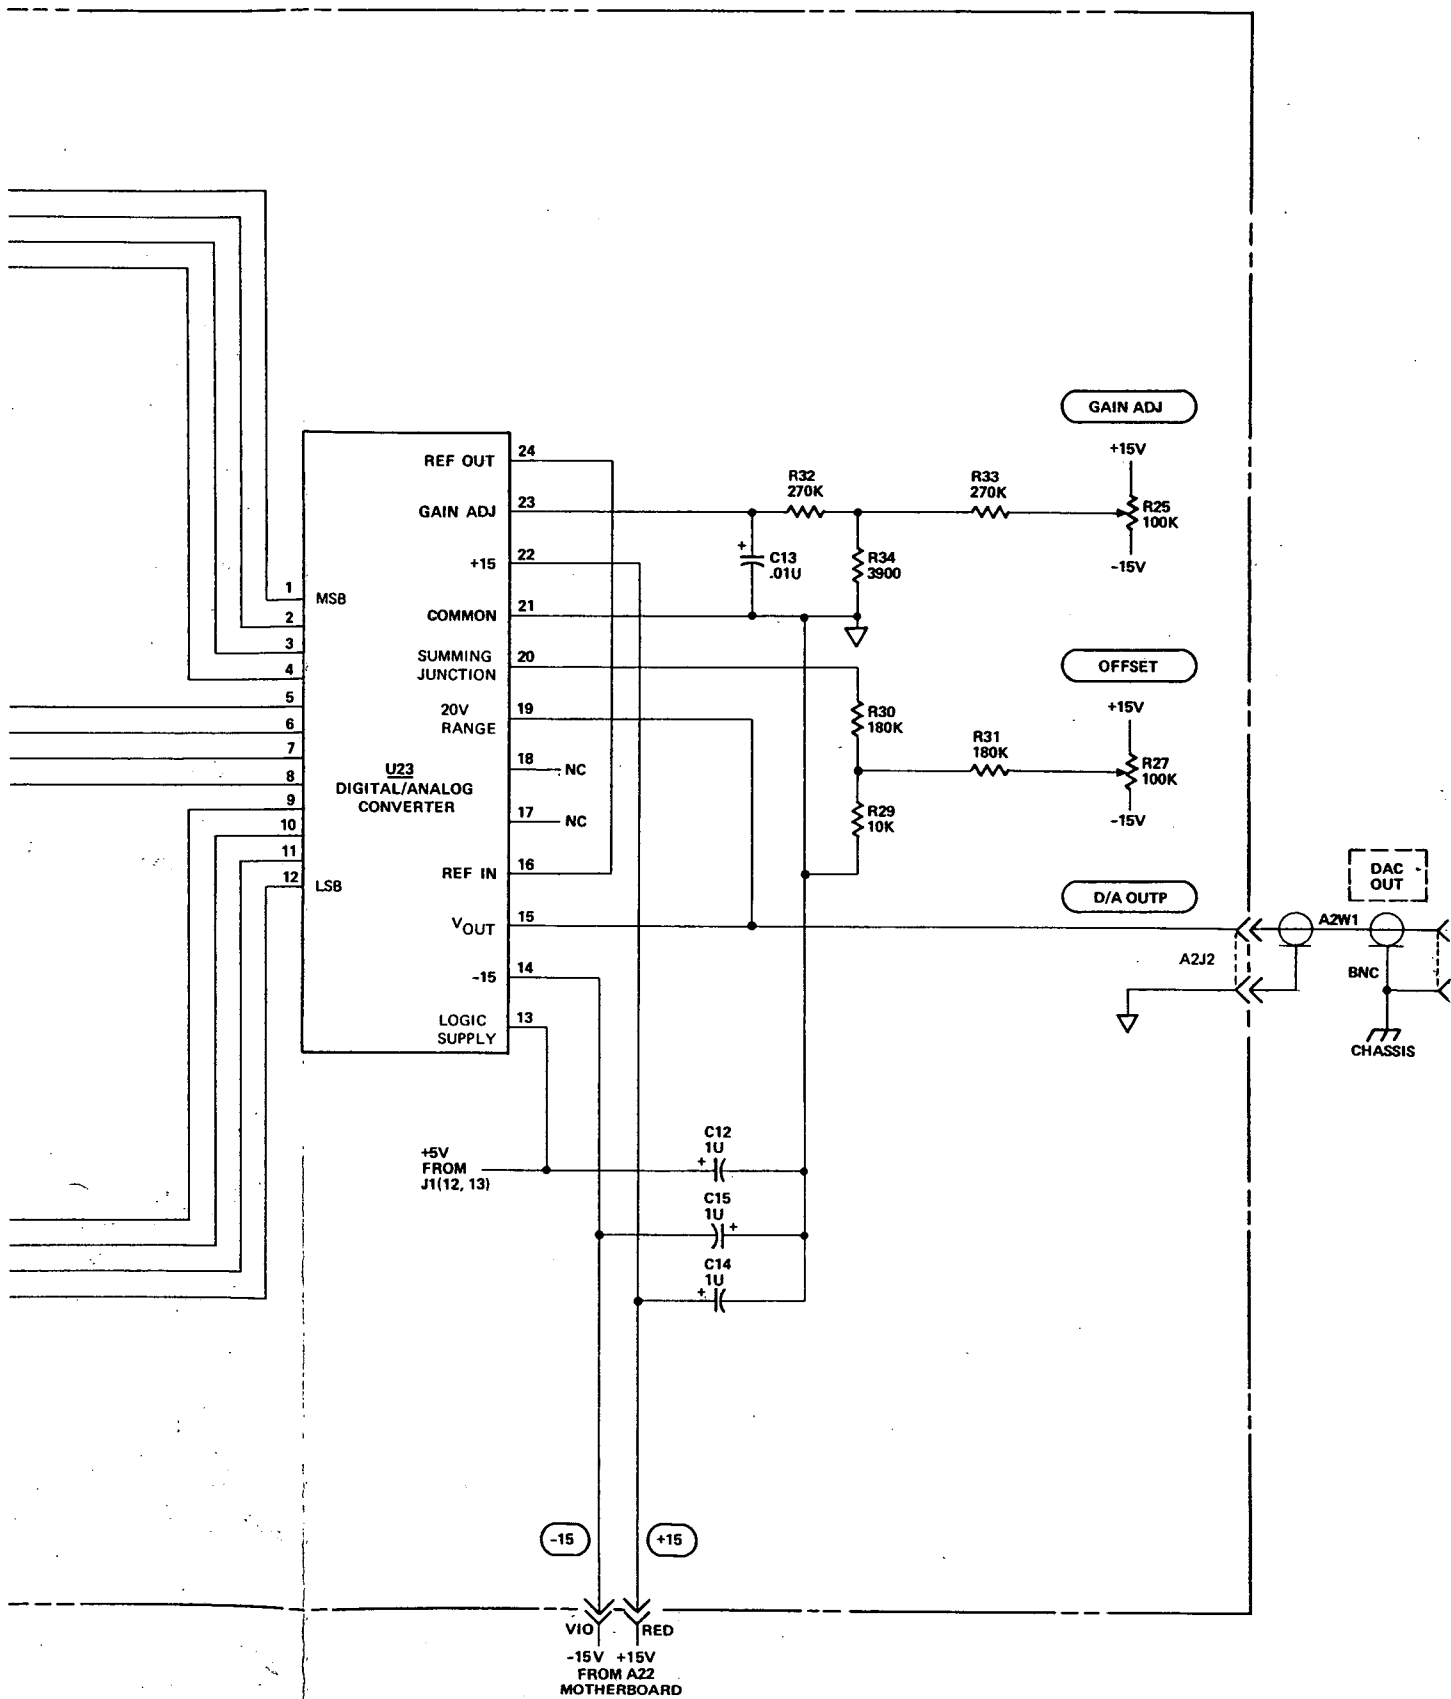 GAIN ADJ
+15V
R25
100K
-15V
R32
270K
R33
270K
+
C13
.01U
R34
3900
24
REF OUT
23
GAIN ADJ
22
+15
21
COMMON
20
SUMMING
JUNCTION
19
20V
RANGE
18
NC
17
NC
16
REF IN
15
VOUT
14
-15
13
LOGIC
SUPPLY
1
MSB
2
3
4
5
6
7
8
9
10
11
12
LSB
U23
DIGITAL/ANALOG
CONVERTER
OFFSET
+15V
R27
100K
-15V
R30
180K
R31
180K
R29
10K
D/A OUTP
DAC
OUT
A2W1
A2J2
BNC
CHASSIS
+5V
FROM
J1(12, 13)
C12
1U
+
C15
1U
+
C14
1U
+
-15
+15
VIO
RED
-15V +15V
FROM A22
MOTHERBOARD